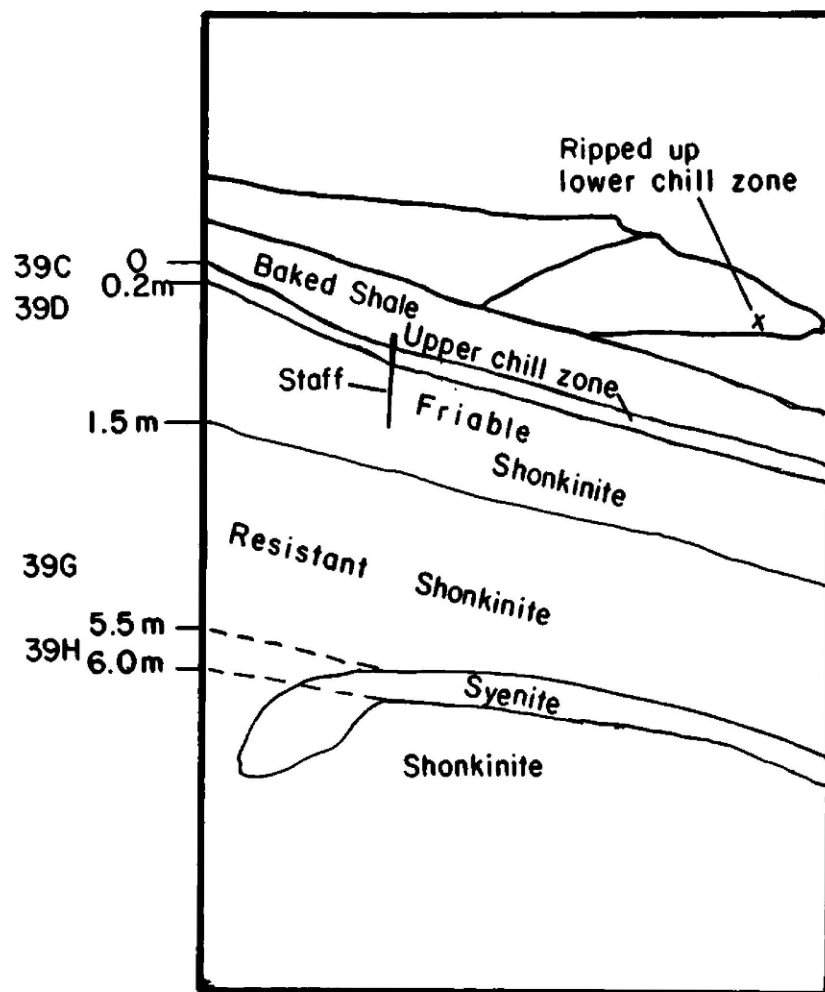 Ripped up
lower chill zone
39C
0
0.2m
39D
Baked Shale
Upper chill zone
Staff
Friable
1.5 m
Shonkinite
Resistant
Shonkinite
39G
5.5 m
39H
6.0m
Syenite
Shonkinite
x